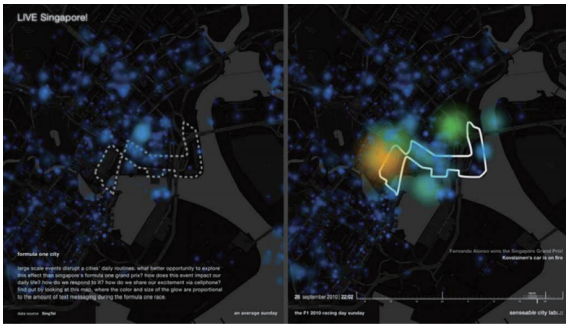 LIVE Singapore!
formula one city
large scale events disrupt a cities' daily routines. what better opportunity to explore
this effect than singapore's formula one grand prix? how does this event impact our
daily life? how do we respond to it? how do we share our excitement via cellphone?
find out by looking at this map, where the color and size of the glow are proportional
to the amount of text messaging during the formula one race.
data source SingTel
an average sunday
Fernando Alonso wins the Singapore Grand Prix!
Kovalainen's car is on fire
26 september 2010 | 22:02
the F1 2010 racing day sunday
senseable city lab